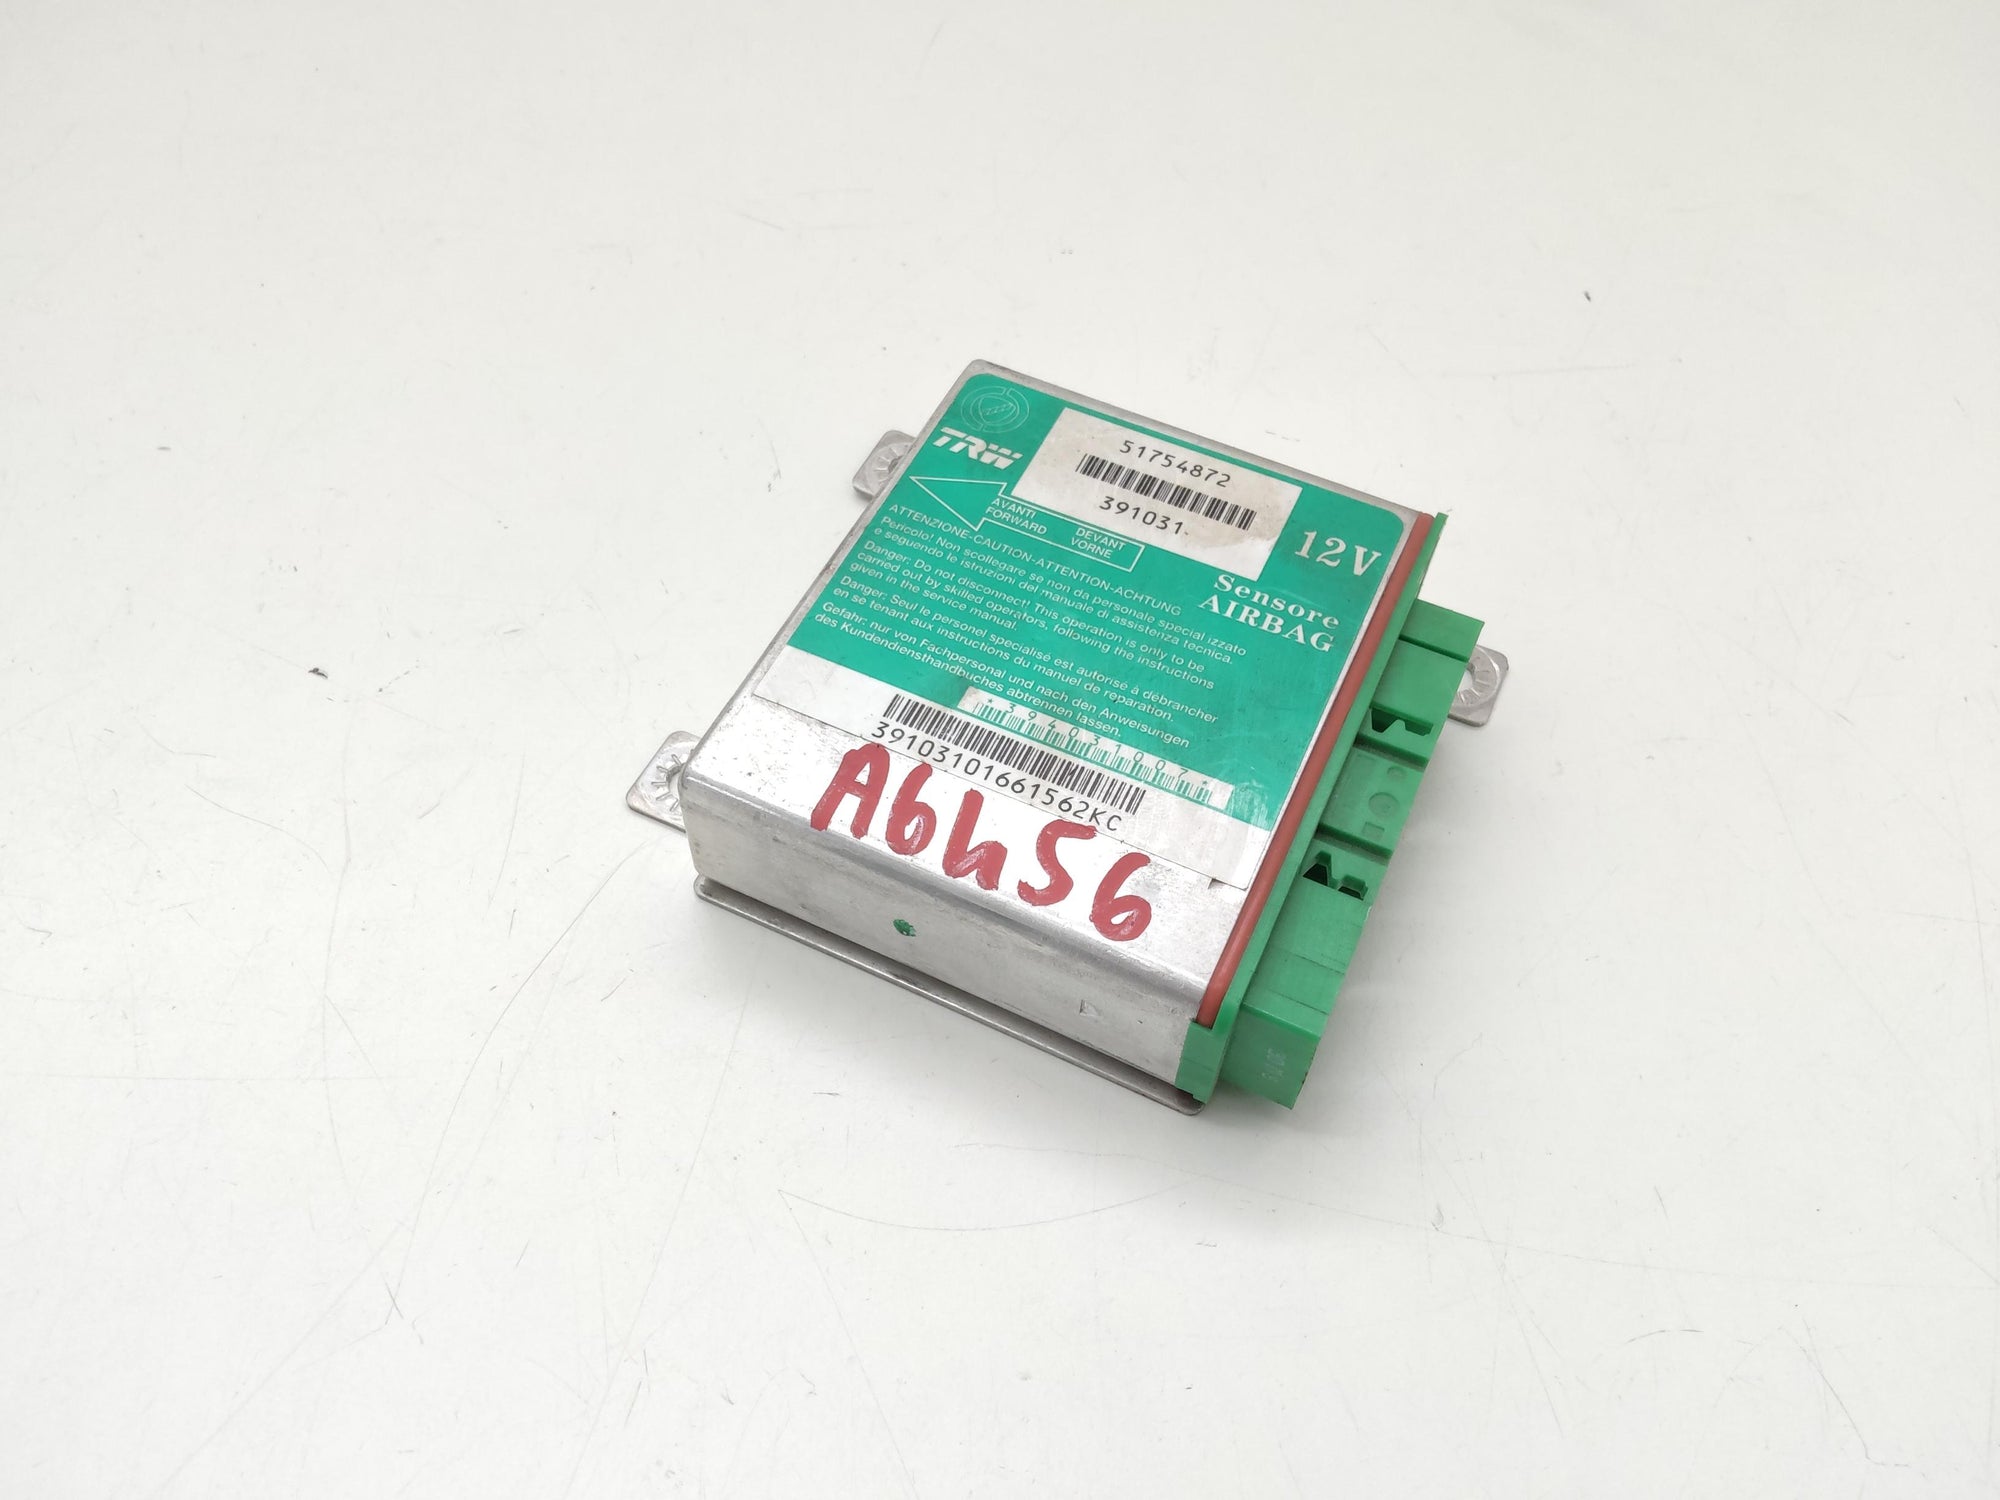 TRW
51754872
391031
AVANTI
FORWARD
DEVANT
VORNE
12V
Sensore
AIRBAG
ATTENZIONE-CAUTION-ATTENTION-ACHTUNG
Pericolo! Non scollegare se non da personale specializzato
e seguendo le istruzioni del manuale di assistenza tecnica.
Danger: Do not disconnect! This operation is only to be
carried out by skilled operators, following the instructions
given in the service manual.
Danger: Seul le personel spécialisé est autorisé à débrancher
en se tenant aux instructions du manuel de reparation.
Gefahr: nur von Fachpersonal und nach den Anweisungen
des Kundendiensthandbuches abtrennen lassen.
*394031007*
39103101661562KC
A6456